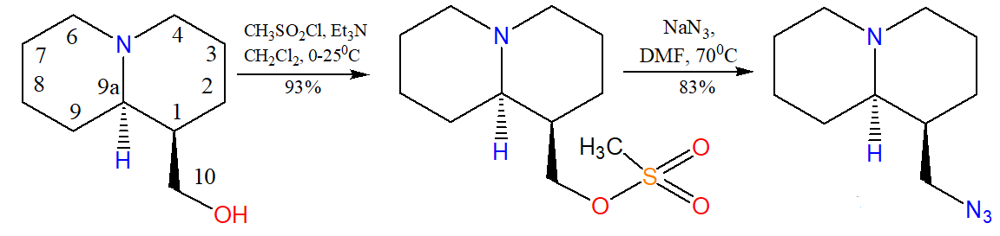 6
N
4
7
3
8
9a
2
9
1
H
10
OH
CH₃SO₂Cl, Et₃N
CH₂Cl₂, 0-25⁰C
93%
N
H
H₃C
O
S
O
O
NaN₃,
DMF, 70⁰C
83%
N
H
N₃